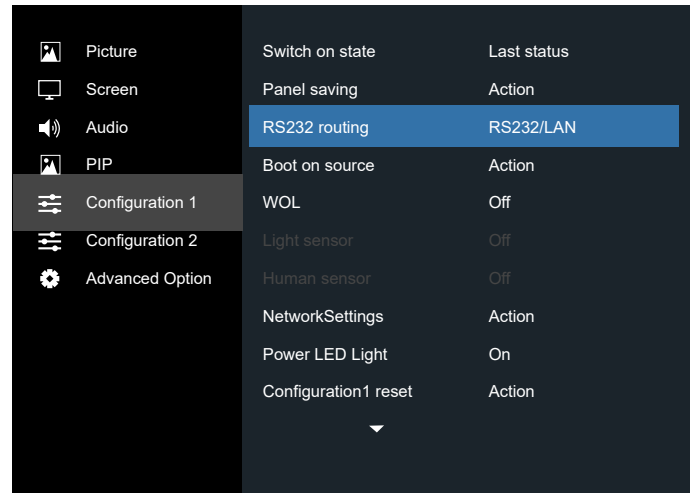 Picture
Screen
Audio
PIP
Configuration 1
Configuration 2
Advanced Option
Switch on state Last status
Panel saving Action
RS232 routing RS232/LAN
Boot on source Action
WOL Off
Light sensor Off
Human sensor Off
NetworkSettings Action
Power LED Light On
Configuration1 reset Action